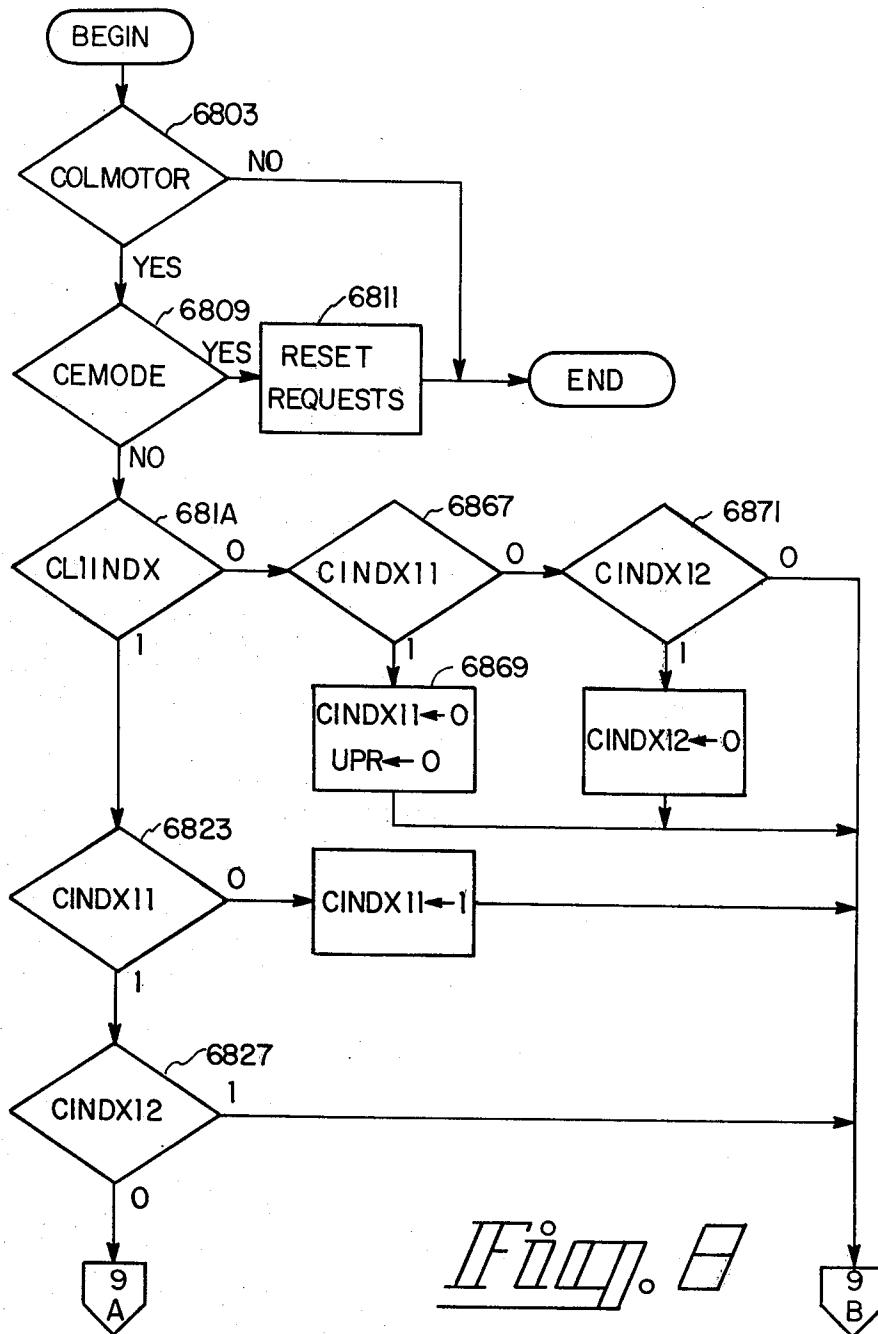 BEGIN
6803
COLMOTOR
NO
YES
6809
6811
CEMODE
YES
RESET
REQUESTS
END
NO
681A
6867
6871
CL1INDX
0
CINDX11
0
CINDX12
0
1
1
1
6869
CINDX11←0
UPR←0
CINDX12←0
6823
CINDX11
0
CINDX11←1
1
6827
CINDX12
1
0
9
A
Fig. 8
9
B